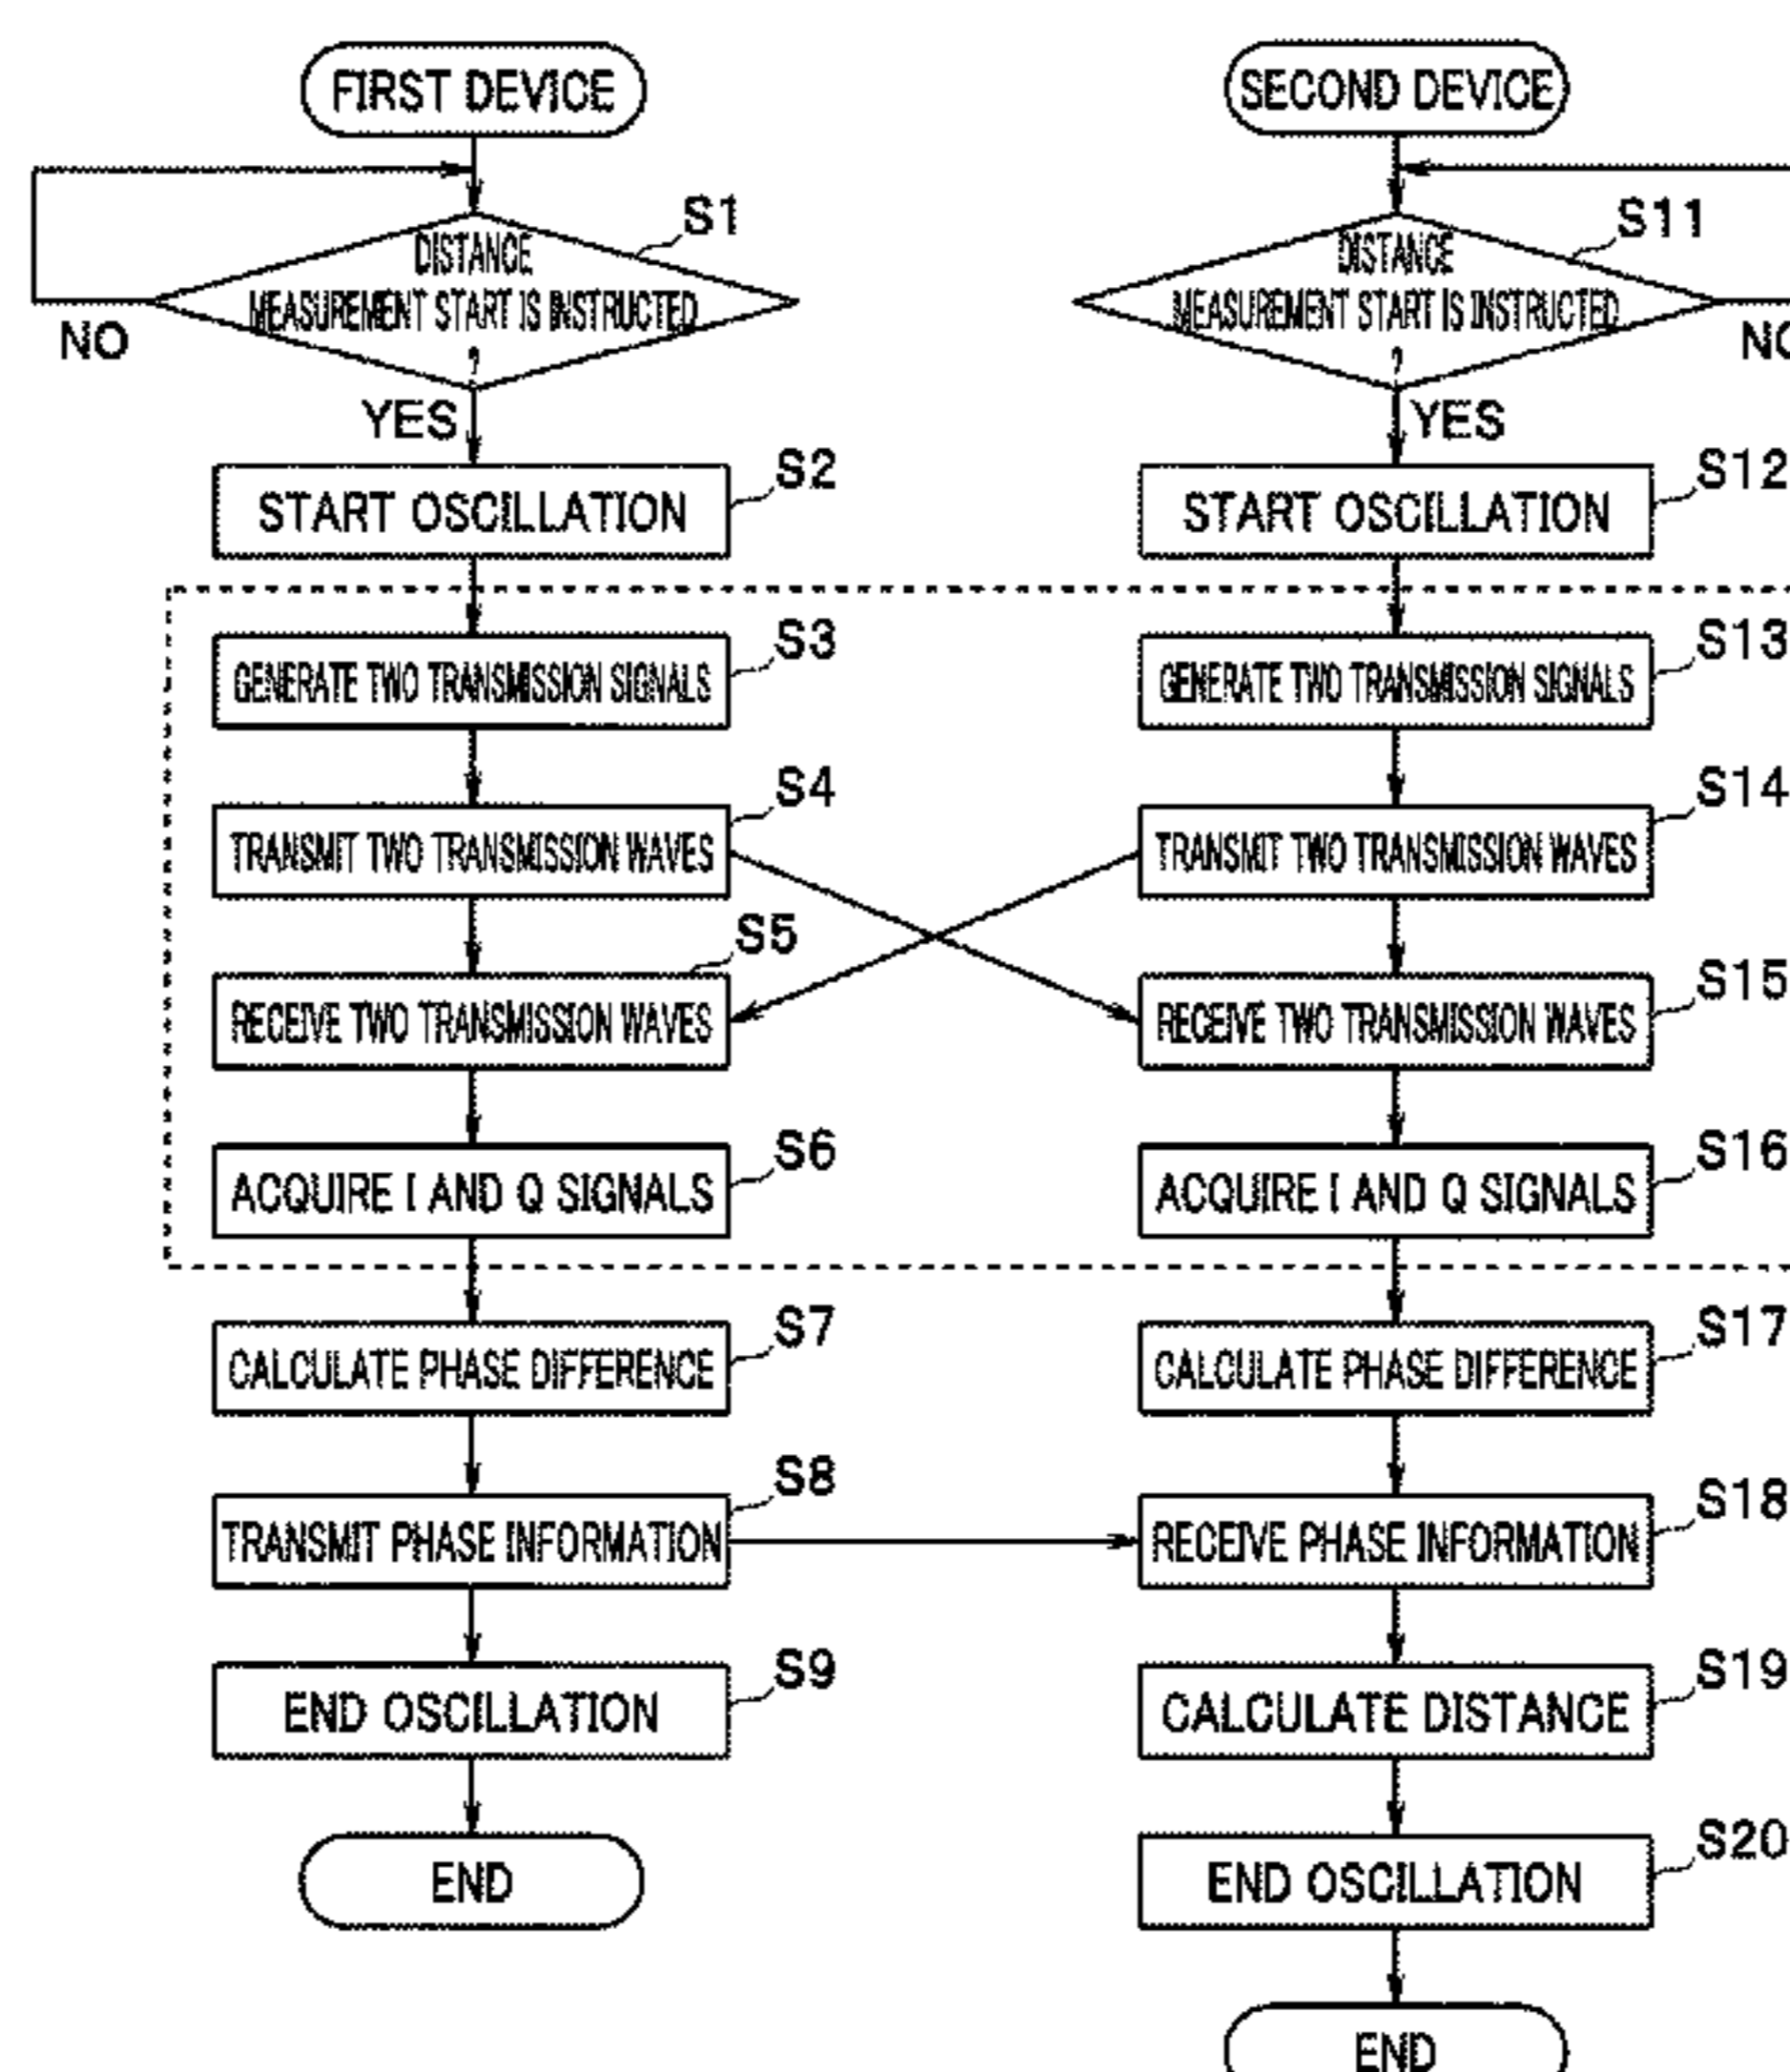 FIRST DEVICE
S1
DISTANCE
MEASUREMENT START IS INSTRUCTED
?
NO
YES
S2
START OSCILLATION
S3
GENERATE TWO TRANSMISSION SIGNALS
S4
TRANSMIT TWO TRANSMISSION WAVES
S5
RECEIVE TWO TRANSMISSION WAVES
S6
ACQUIRE I AND Q SIGNALS
S7
CALCULATE PHASE DIFFERENCE
S8
TRANSMIT PHASE INFORMATION
S9
END OSCILLATION
END
SECOND DEVICE
S11
DISTANCE
MEASUREMENT START IS INSTRUCTED
?
NO
YES
S12
START OSCILLATION
S13
GENERATE TWO TRANSMISSION SIGNALS
S14
TRANSMIT TWO TRANSMISSION WAVES
S15
RECEIVE TWO TRANSMISSION WAVES
S16
ACQUIRE I AND Q SIGNALS
S17
CALCULATE PHASE DIFFERENCE
S18
RECEIVE PHASE INFORMATION
S19
CALCULATE DISTANCE
S20
END OSCILLATION
END